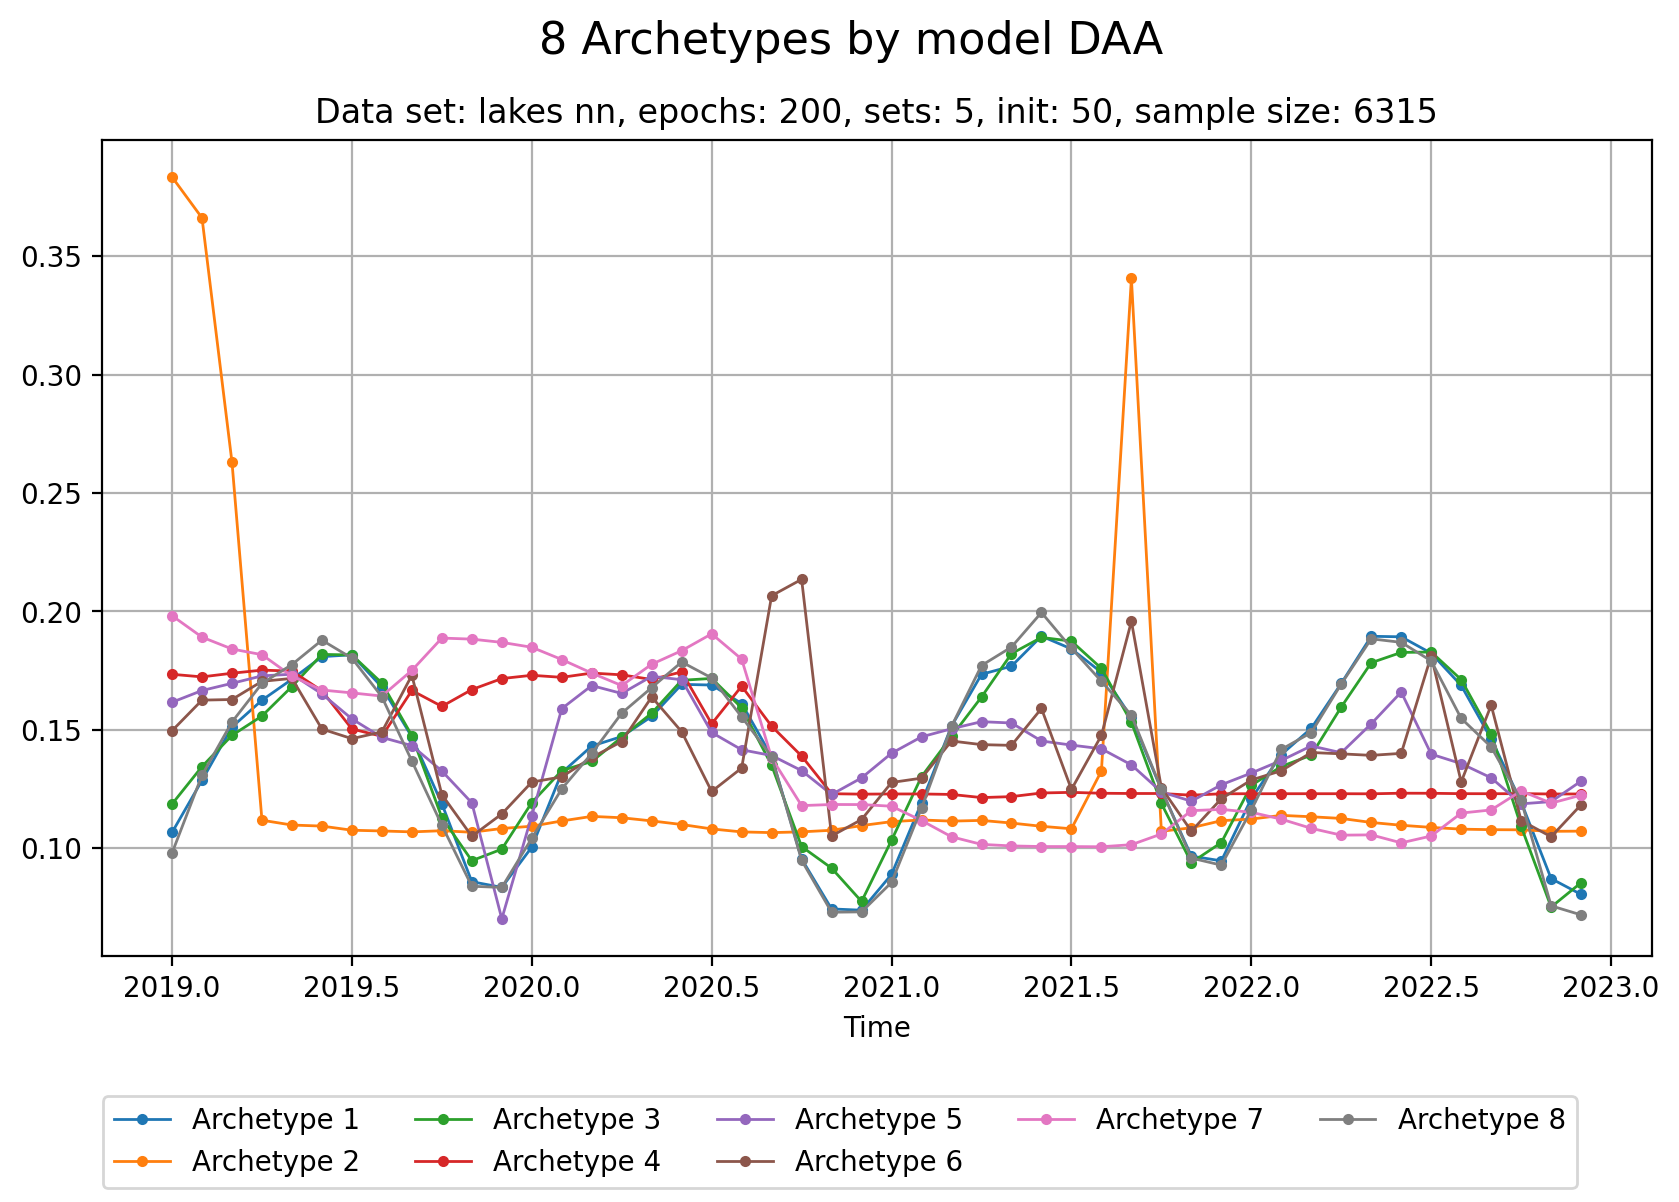 8 Archetypes by model DAA
Data set: lakes nn, epochs: 200, sets: 5, init: 50, sample size: 6315
0.35
0.30
0.25
0.20
0.15
0.10
2019.0 2019.5 2020.0 2020.5 2021.0 2021.5 2022.0 2022.5 2023.0
Time
Archetype 1 Archetype 3 Archetype 5 Archetype 7 Archetype 8
Archetype 2 Archetype 4 Archetype 6